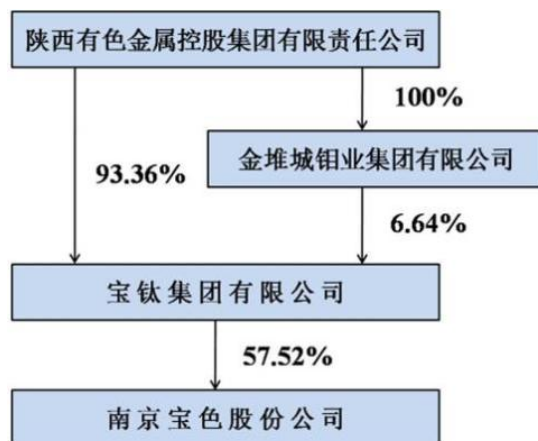 陕西有色金属控股集团有限责任公司
100%
金堆城钼业集团有限公司
93.36%
6.64%
宝钛集团有限公司
57.52%
南京宝色股份公司